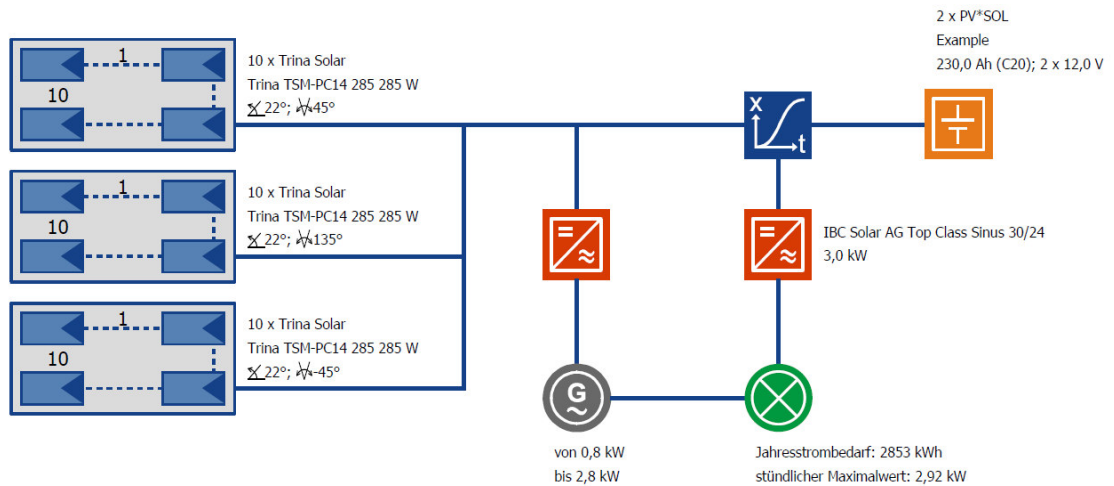 1
10
10 x Trina Solar
Trina TSM-PC14 285 285 W
22°; 45°
1
10
10 x Trina Solar
Trina TSM-PC14 285 285 W
22°; 135°
1
10
10 x Trina Solar
Trina TSM-PC14 285 285 W
22°; -45°
2 x PV*SOL
Example
230,0 Ah (C20); 2 x 12,0 V
x
t
IBC Solar AG Top Class Sinus 30/24
3,0 kW
G
von 0,8 kW
bis 2,8 kW
Jahresstrombedarf: 2853 kWh
stündlicher Maximalwert: 2,92 kW